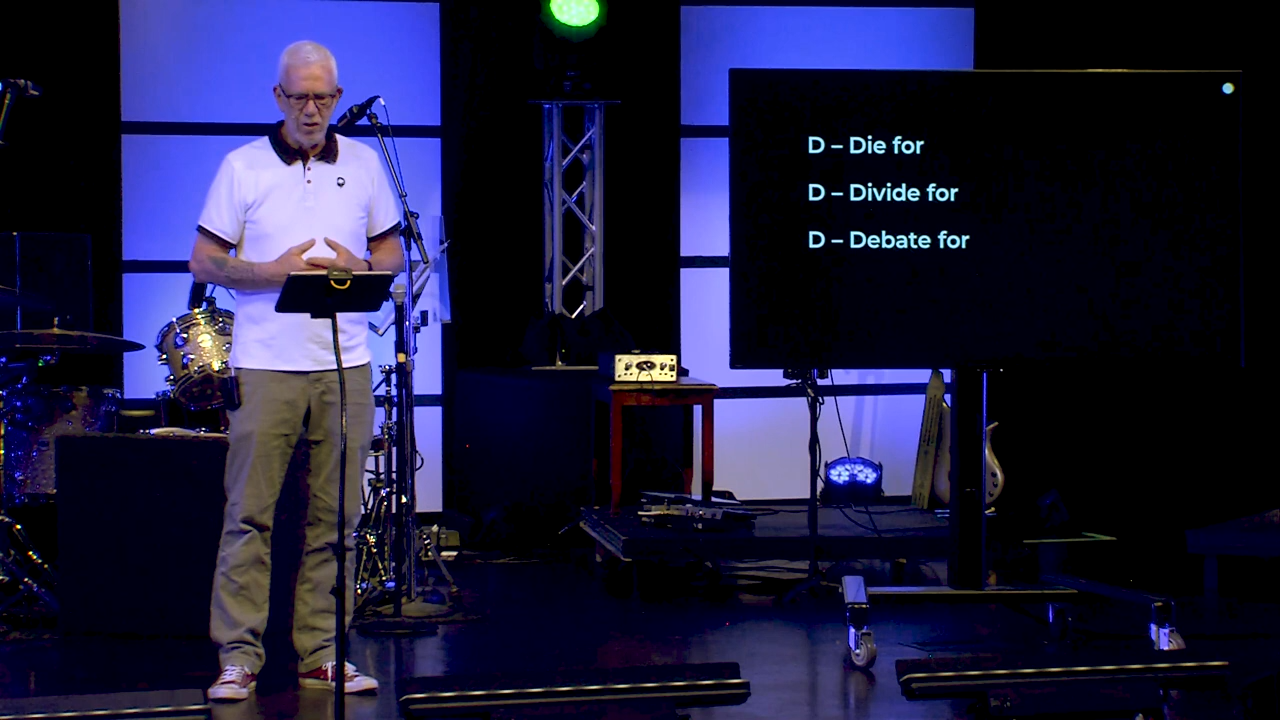 D – Die for
D – Divide for
D – Debate for